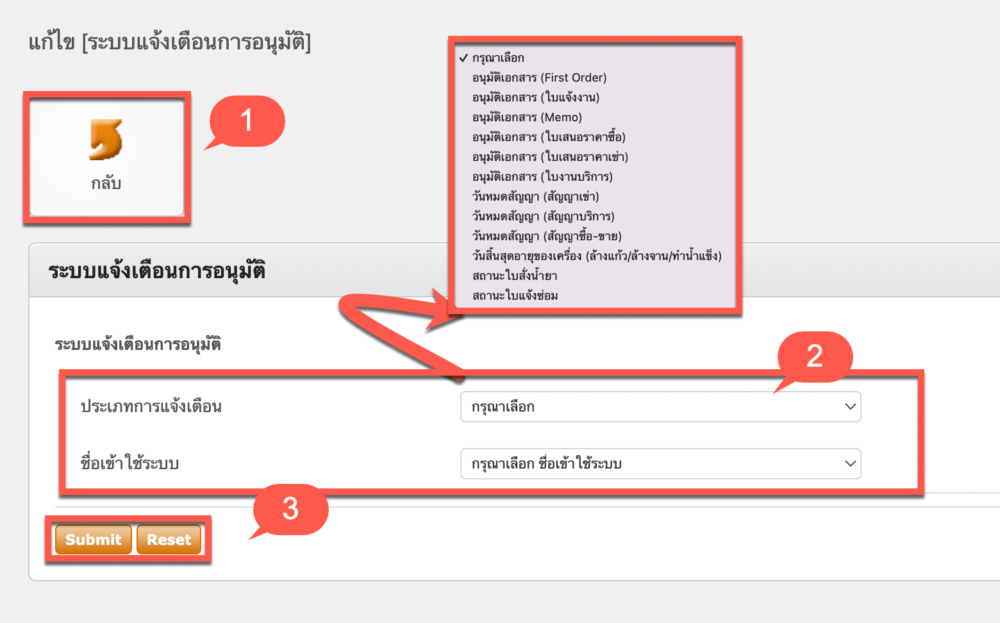 แก้ไข [ระบบแจ้งเตือนการอนุมัติ]
กรุณาเลือก
อนุมัติเอกสาร (First Order)
อนุมัติเอกสาร (ใบแจ้งงาน)
อนุมัติเอกสาร (Memo)
อนุมัติเอกสาร (ใบเสนอราคาซื้อ)
อนุมัติเอกสาร (ใบเสนอราคาเช่า)
อนุมัติเอกสาร (ใบงานบริการ)
วันหมดสัญญา (สัญญาเช่า)
วันหมดสัญญา (สัญญาบริการ)
วันหมดสัญญา (สัญญาซื้อ-ขาย)
วันสิ้นสุดอายุของเครื่อง (ล้างแก้ว/ล้างจาน/ทำน้ำแข็ง)
สถานะใบสั่งน้ำยา
สถานะใบแจ้งซ่อม
1
กลับ
ระบบแจ้งเตือนการอนุมัติ
ระบบแจ้งเตือนการอนุมัติ
2
ประเภทการแจ้งเตือน กรุณาเลือก
ชื่อเข้าใช้ระบบ กรุณาเลือก ชื่อเข้าใช้ระบบ
3
Submit Reset